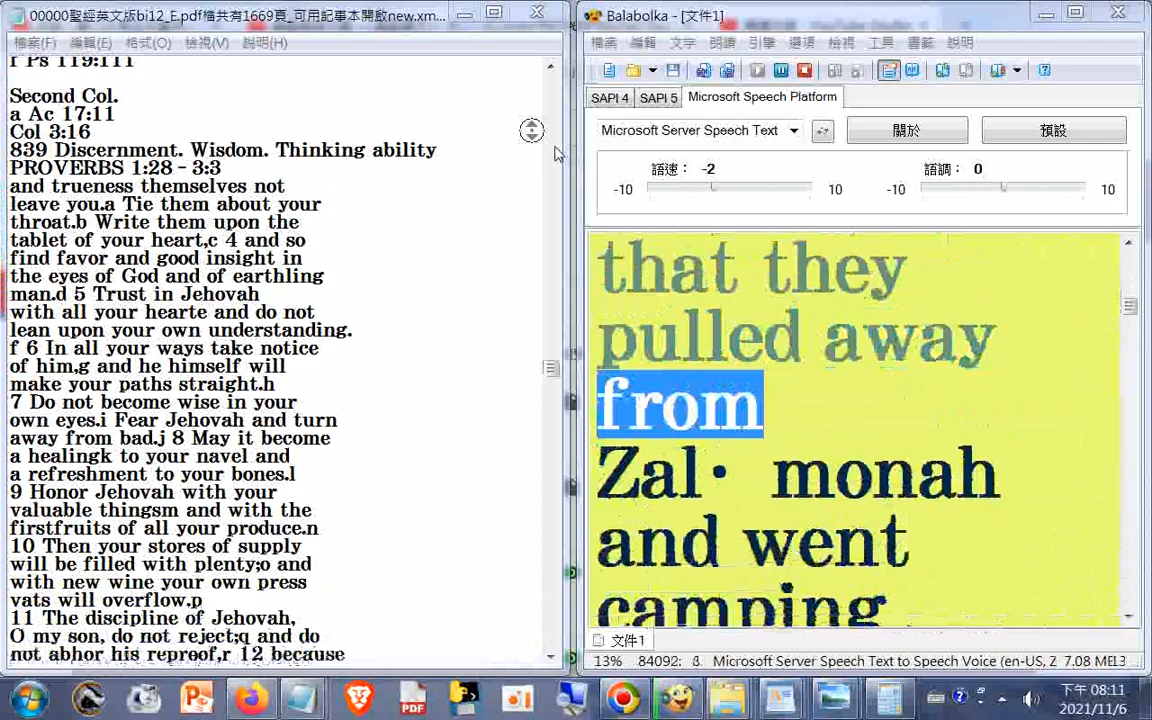 00000聖經英文版bi12_E.pdf檔共有1669頁_可用記事本開啟new.xm...
檔案(F) 編輯(E) 格式(O) 檢視(V) 說明(H)
r Ps 119:111
Second Col.
a Ac 17:11
Col 3:16
839 Discernment. Wisdom. Thinking ability
PROVERBS 1:28 – 3:3
and trueness themselves not
leave you.a Tie them about your
throat.b Write them upon the
tablet of your heart,c 4 and so
find favor and good insight in
the eyes of God and of earthling
man.d 5 Trust in Jehovah
with all your hearte and do not
lean upon your own understanding.
f 6 In all your ways take notice
of him,g and he himself will
make your paths straight.h
7 Do not become wise in your
own eyes.i Fear Jehovah and turn
away from bad.j 8 May it become
a healingk to your navel and
a refreshment to your bones.l
9 Honor Jehovah with your
valuable thingsm and with the
firstfruits of all your produce.n
10 Then your stores of supply
will be filled with plenty;o and
with new wine your own press
vats will overflow.p
11 The discipline of Jehovah,
O my son, do not reject;q and do
not abhor his reproof,r 12 because
Balabolka - [文件1]
檔案 編輯 文字 朗讀 引擎 選項 檢視 工具 書籤 說明
SAPI 4 SAPI 5 Microsoft Speech Platform
Microsoft Server Speech Text 關於 預設
語速: -2 語調: 0
-10 10 -10 10
that they
pulled away
from
Zal· monah
and went
camping
文件1
13% 84092: 8. Microsoft Server Speech Text to Speech Voice (en-US, Z 7.08 ME
PDF
下午 08:11
2021/11/6